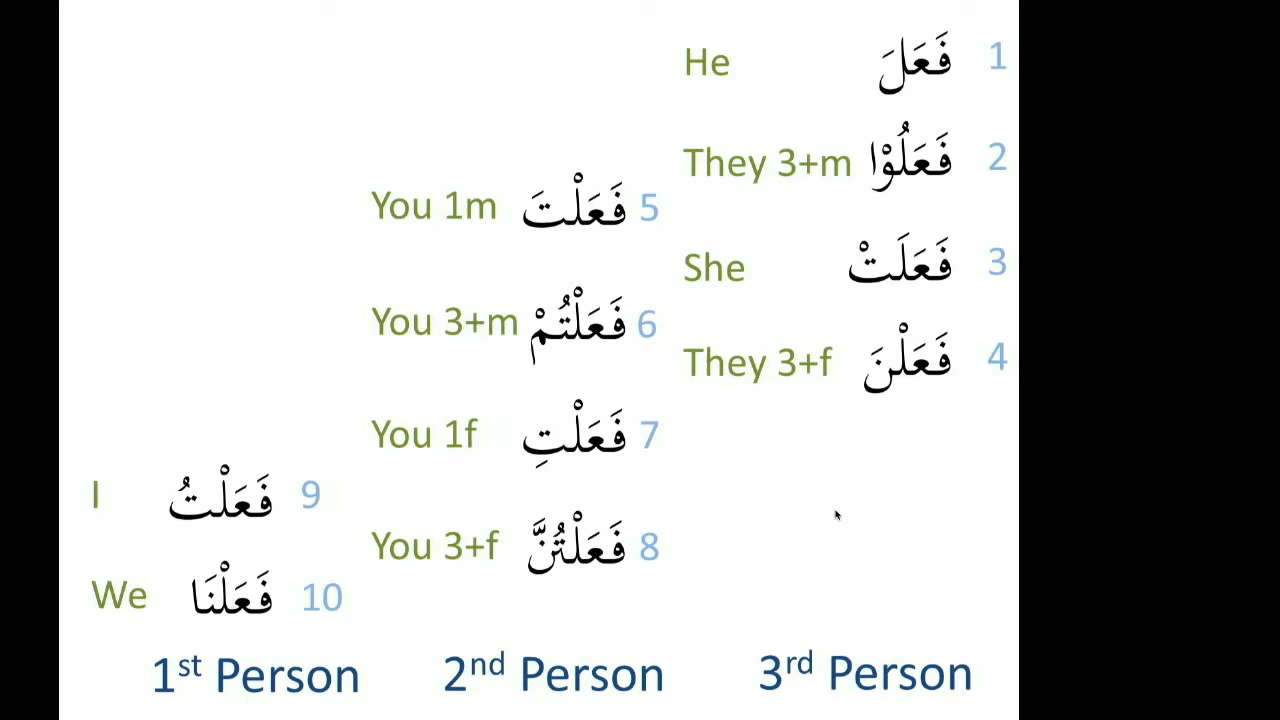 He فَعَلَ 1
They 3+m فَعَلُوْا 2
She فَعَلَتْ 3
They 3+f فَعَلْنَ 4
You 1m فَعَلْتَ 5
You 3+m فَعَلْتُمْ 6
You 1f فَعَلْتِ 7
You 3+f فَعَلْتُنَّ 8
I فَعَلْتُ 9
We فَعَلْنَا 10
1st Person 2nd Person 3rd Person